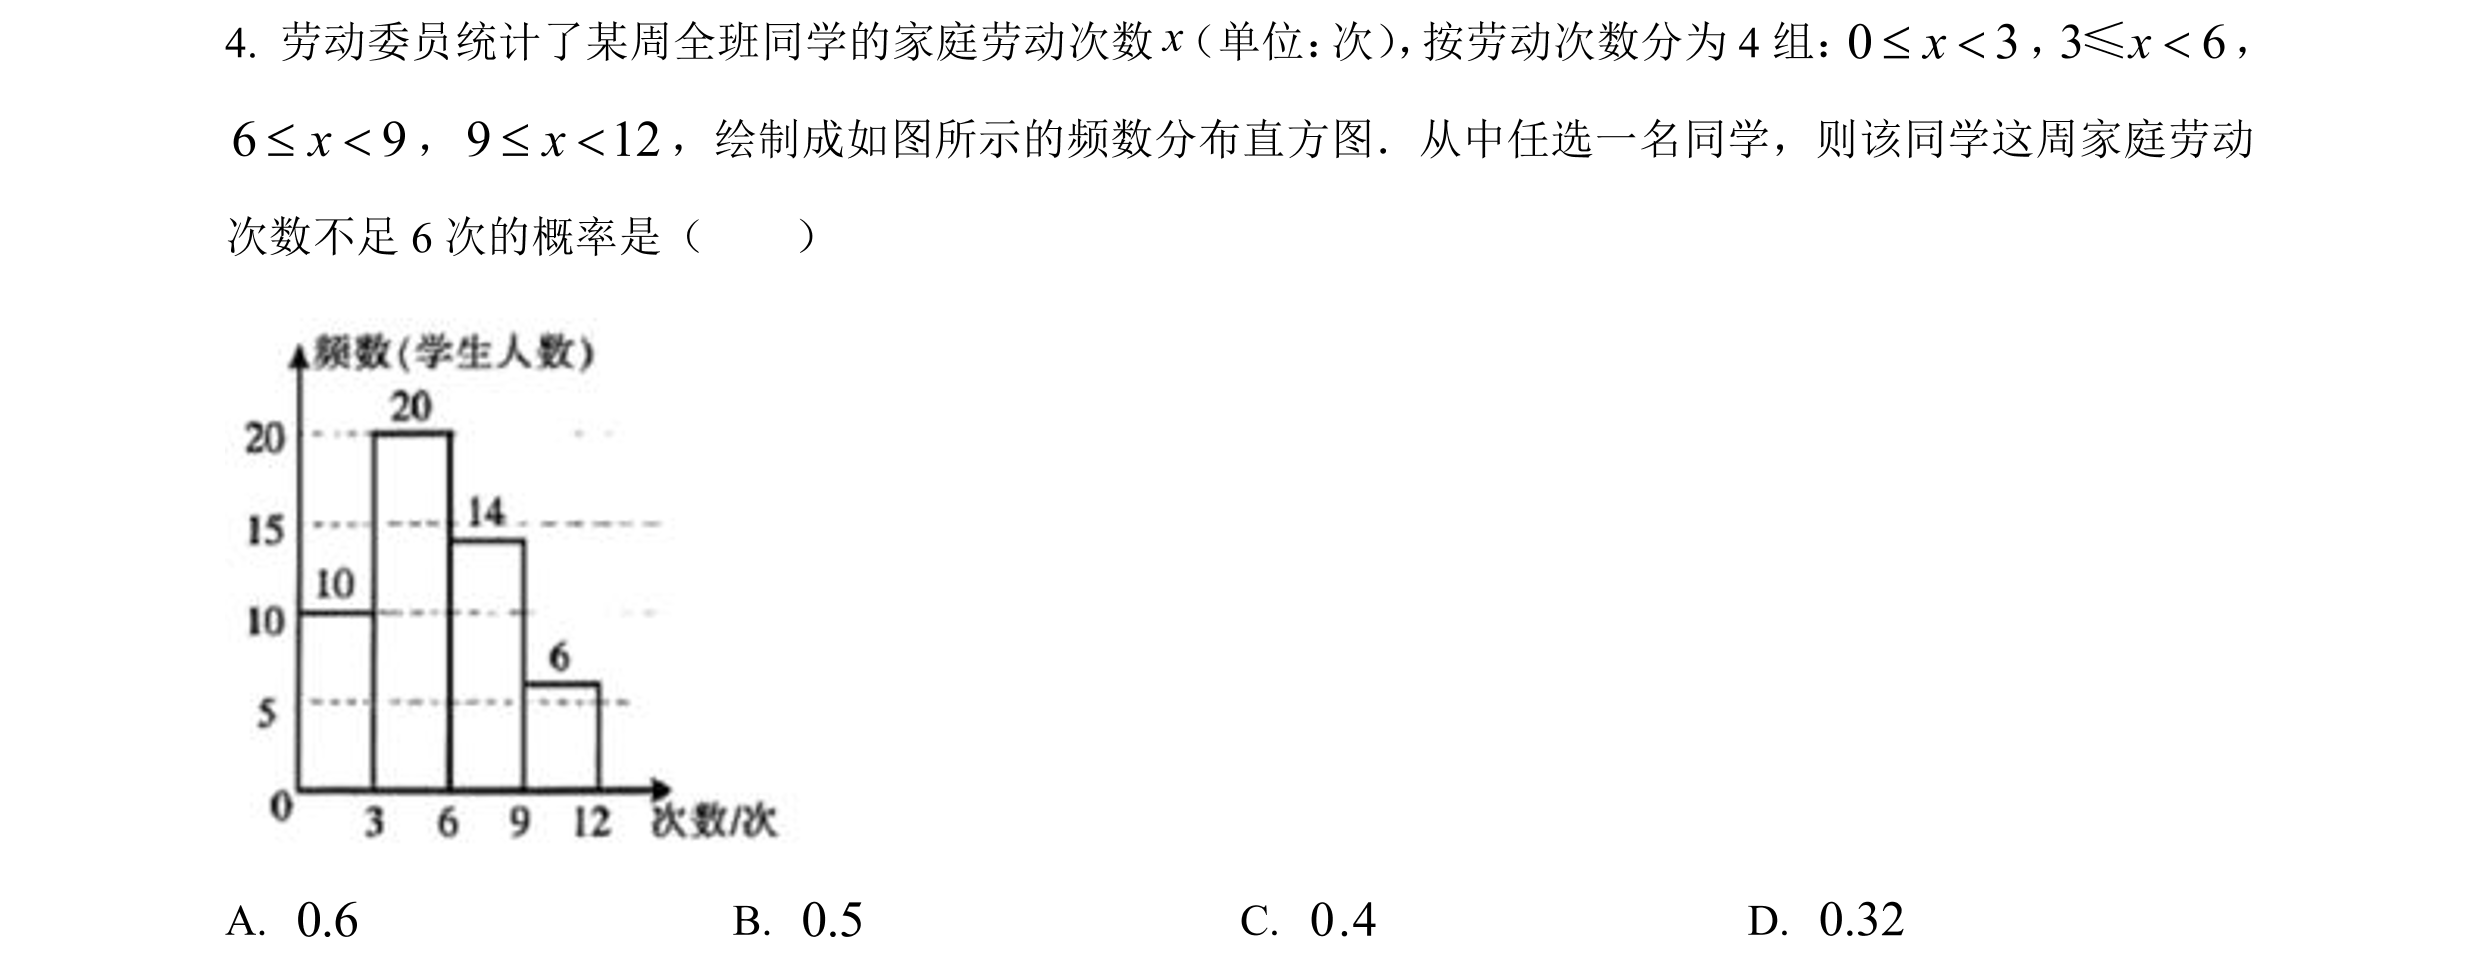 4. 劳动委员统计了某周全班同学的家庭劳动次数x（单位：次），按劳动次数分为4组：0≤x<3，3≤x<6，
6≤x<9，9≤x<12，绘制成如图所示的频数分布直方图．从中任选一名同学，则该同学这周家庭劳动
次数不足6次的概率是（　　）
频数(学生人数)
20
20
14
15
10
10
6
5
0
3 6 9 12 次数/次
A. 0.6 B. 0.5 C. 0.4 D. 0.32